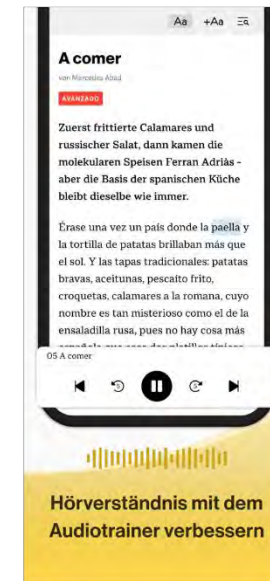 Aa +Aa
A comer
von Mercedes Abad
AVANZADO
Zuerst frittierte Calamares und
russischer Salat, dann kamen die
molekularen Speisen Ferran Adriàs -
aber die Basis der spanischen Küche
bleibt dieselbe wie immer.
Érase una vez un país donde la paella y
la tortilla de patatas brillaban más que
el sol. Y las tapas tradicionales: patatas
bravas, aceitunas, pescaíto frito,
croquetas, calamares a la romana, cuyo
nombre es tan misterioso como el de la
ensaladilla rusa, pues no hay cosa más
05 A comer
Hörverständnis mit dem
Audiotrainer verbessern